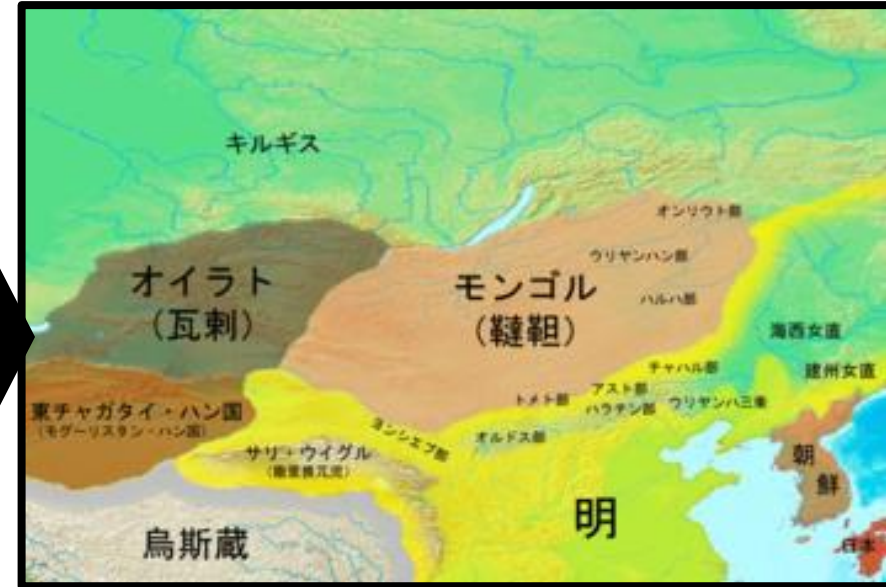 キルギス
オンリウト部
ウリヤンハン部
オイラト
(瓦剌)
モンゴル
(韃靼)
ハルハ部
海西女直
チャハル部
建州女直
東チャガタイ・ハン国
(モグーリスタン・ハン国)
トメト部
アスト部
ハラチン部
ウリヤンハ三衛
ヨンシエブ部
オルドス部
サリ・ウイグル
朝
鮮
明
烏斯蔵
日本